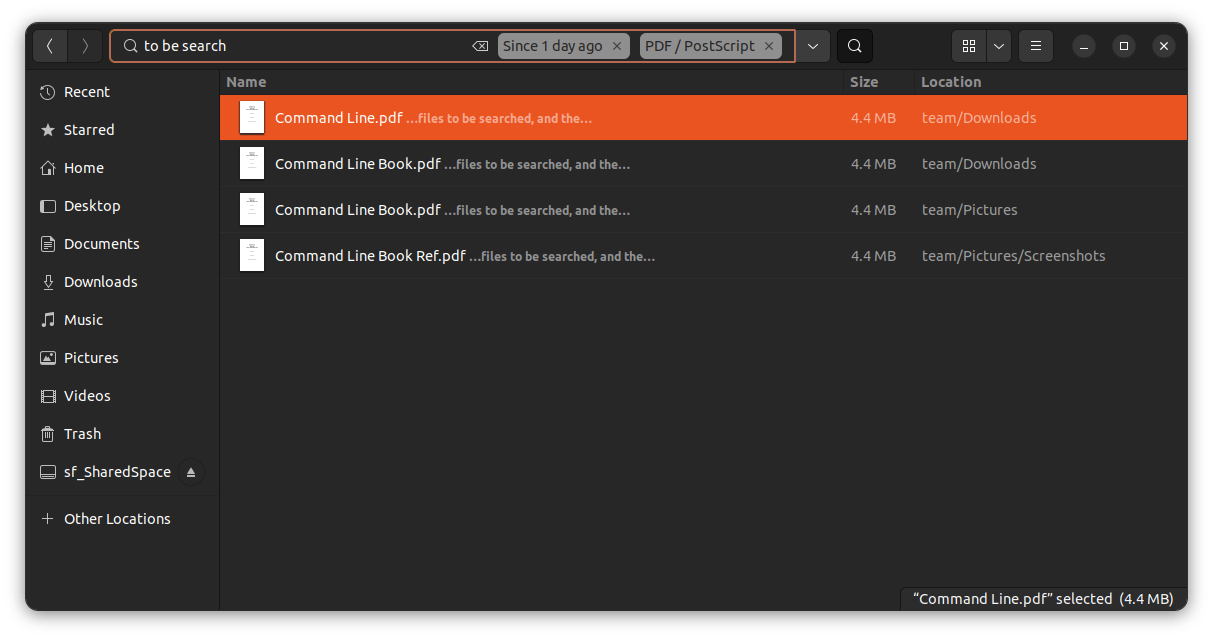 to be search Since 1 day ago PDF / PostScript
Name Size Location
Recent
Starred
Home
Desktop
Documents
Downloads
Music
Pictures
Videos
Trash
sf_SharedSpace
Other Locations
Command Line.pdf ...files to be searched, and the... 4.4 MB team/Downloads
Command Line Book.pdf ...files to be searched, and the... 4.4 MB team/Downloads
Command Line Book.pdf ...files to be searched, and the... 4.4 MB team/Pictures
Command Line Book Ref.pdf ...files to be searched, and the... 4.4 MB team/Pictures/Screenshots
“Command Line.pdf” selected (4.4 MB)